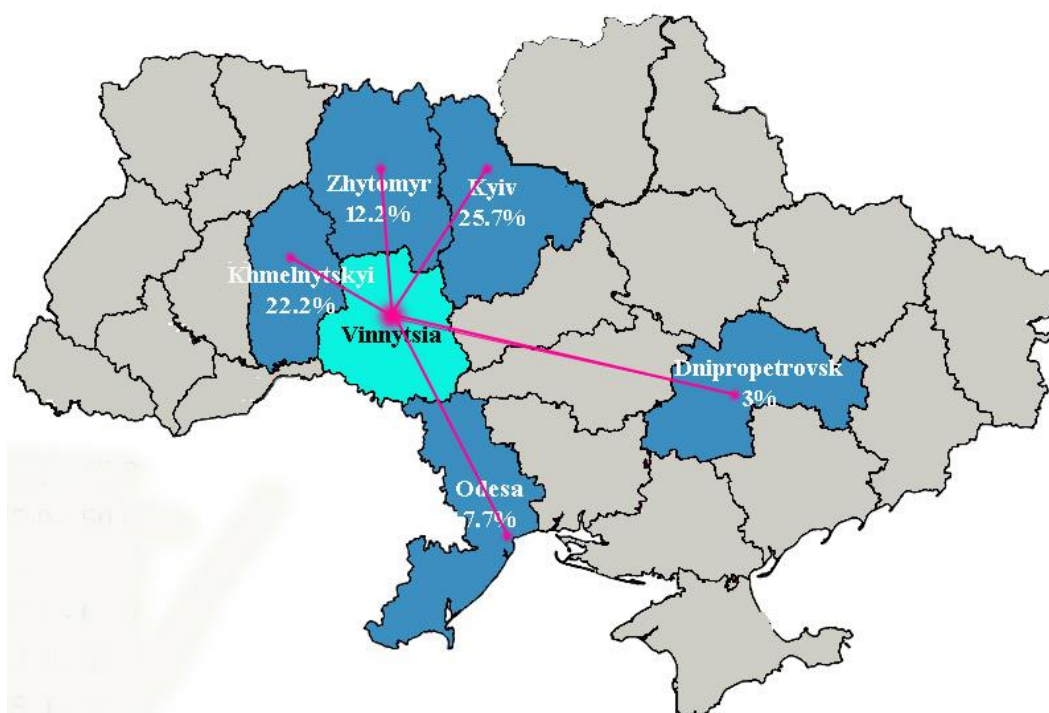 Zhytomyr
12.2%
Kyiv
25.7%
Khmelnytskyi
22.2%
Vinnytsia
Dnipropetrovsk
3%
Odesa
7.7%